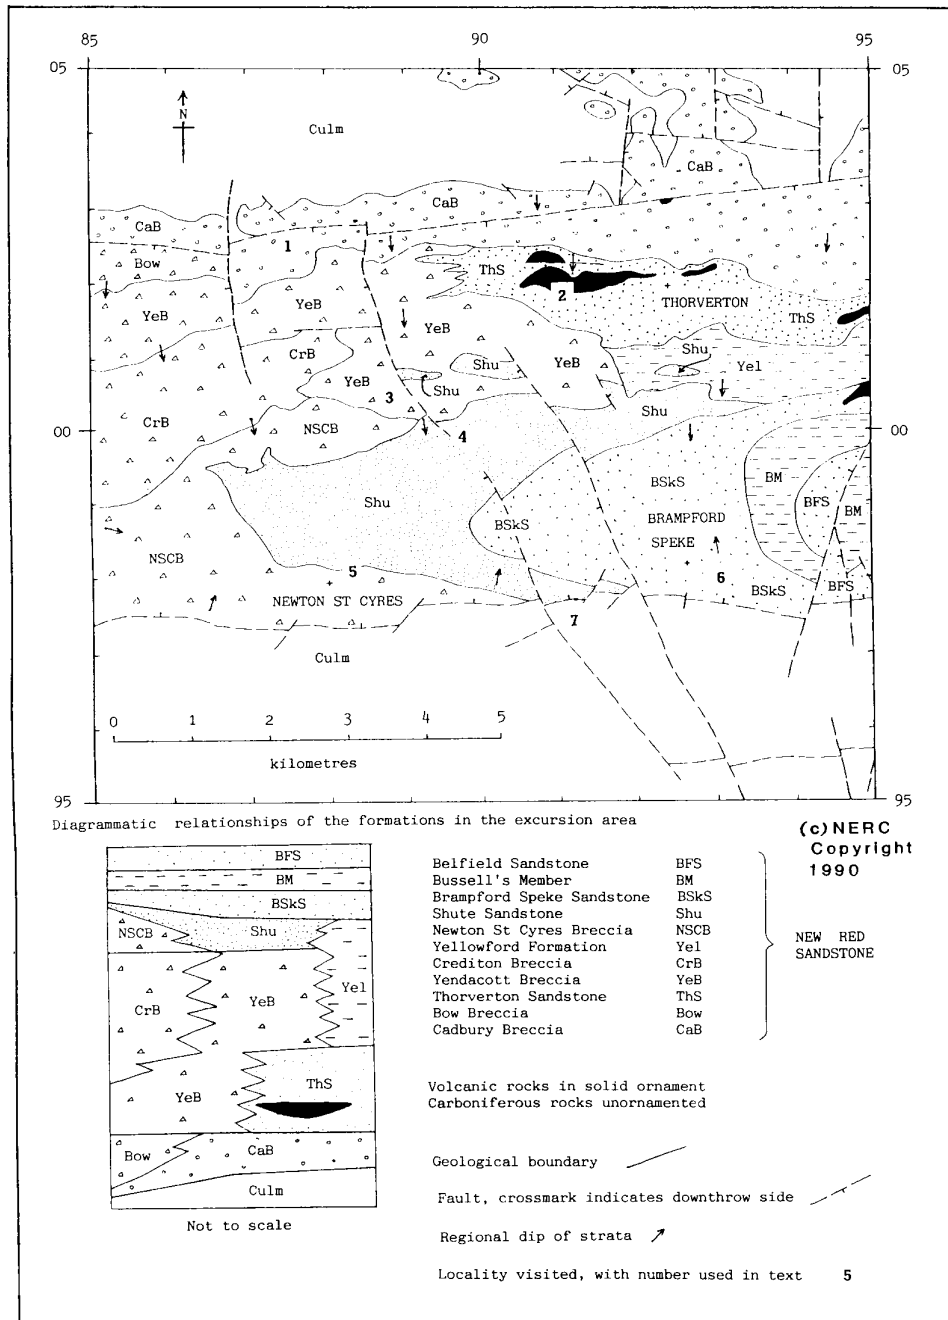 85 90 95
05 05
N
Culm
CaB
CaB
CaB
1
Bow
ThS
2
THORVERTON
YeB YeB
YeB
ThS
Shu
CrB
Shu
YeB
Yel
YeB
Shu
3
Shu
NSCB
CrB
00 4 00
BSkS
BM
Shu
BFS
BSkS
BRAMPFORD
BM
SPEKE
NSCB
5
6
BSkS
BFS
NEWTON ST CYRES
7
Culm
0 1 2 3 4 5
kilometres
95 95
Diagrammatic relationships of the formations in the excursion area
(c)NERC
Copyright
1990
BFS
BM
BSkS
NSCB Shu
CrB YeB Yel
ThS
YeB
Bow CaB
Culm
Not to scale
Belfield Sandstone BFS
Bussell's Member BM
Brampford Speke Sandstone BSkS
Shute Sandstone Shu
Newton St Cyres Breccia NSCB
Yellowford Formation Yel
Crediton Breccia CrB
Yendacott Breccia YeB
Thorverton Sandstone ThS
Bow Breccia Bow
Cadbury Breccia CaB
NEW RED
SANDSTONE
Volcanic rocks in solid ornament
Carboniferous rocks unornamented
Geological boundary
Fault, crossmark indicates downthrow side
Regional dip of strata
Locality visited, with number used in text 5